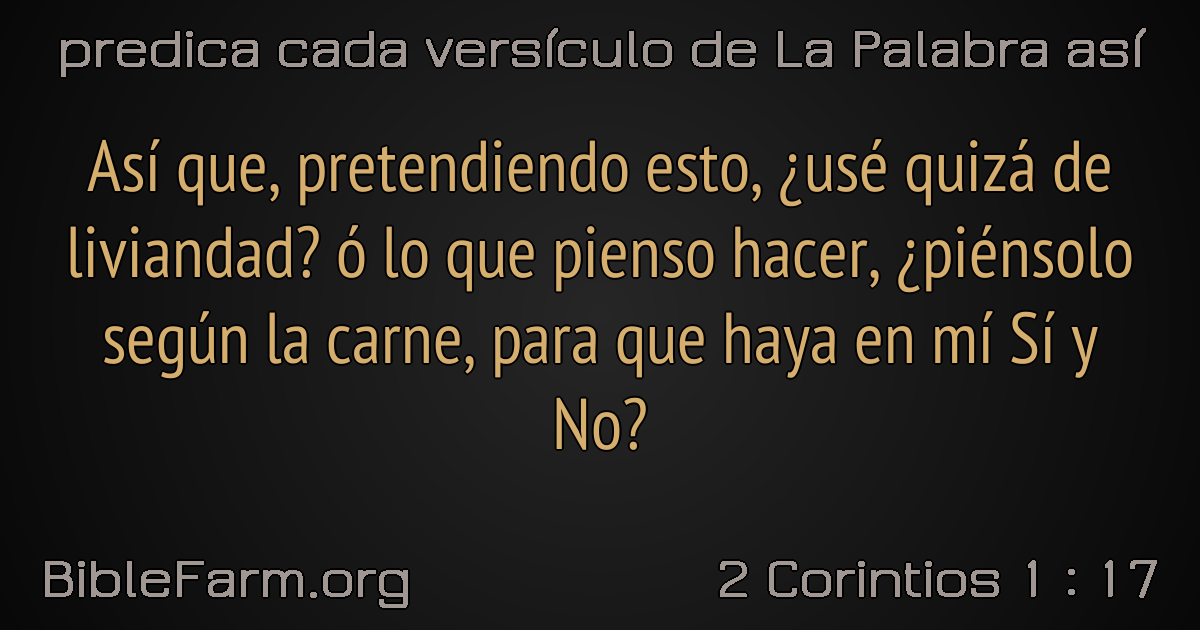 predica cada versículo de La Palabra así
Así que, pretendiendo esto, ¿usé quizá de
liviandad? ó lo que pienso hacer, ¿piénsolo
según la carne, para que haya en mí Sí y
No?
BibleFarm.org
2 Corintios 1 : 17